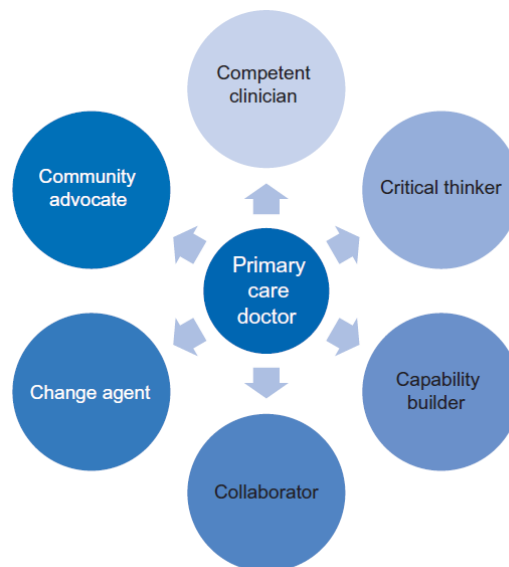 Competent
clinician
Community
advocate
Critical thinker
Primary
care
doctor
Change agent
Capability
builder
Collaborator